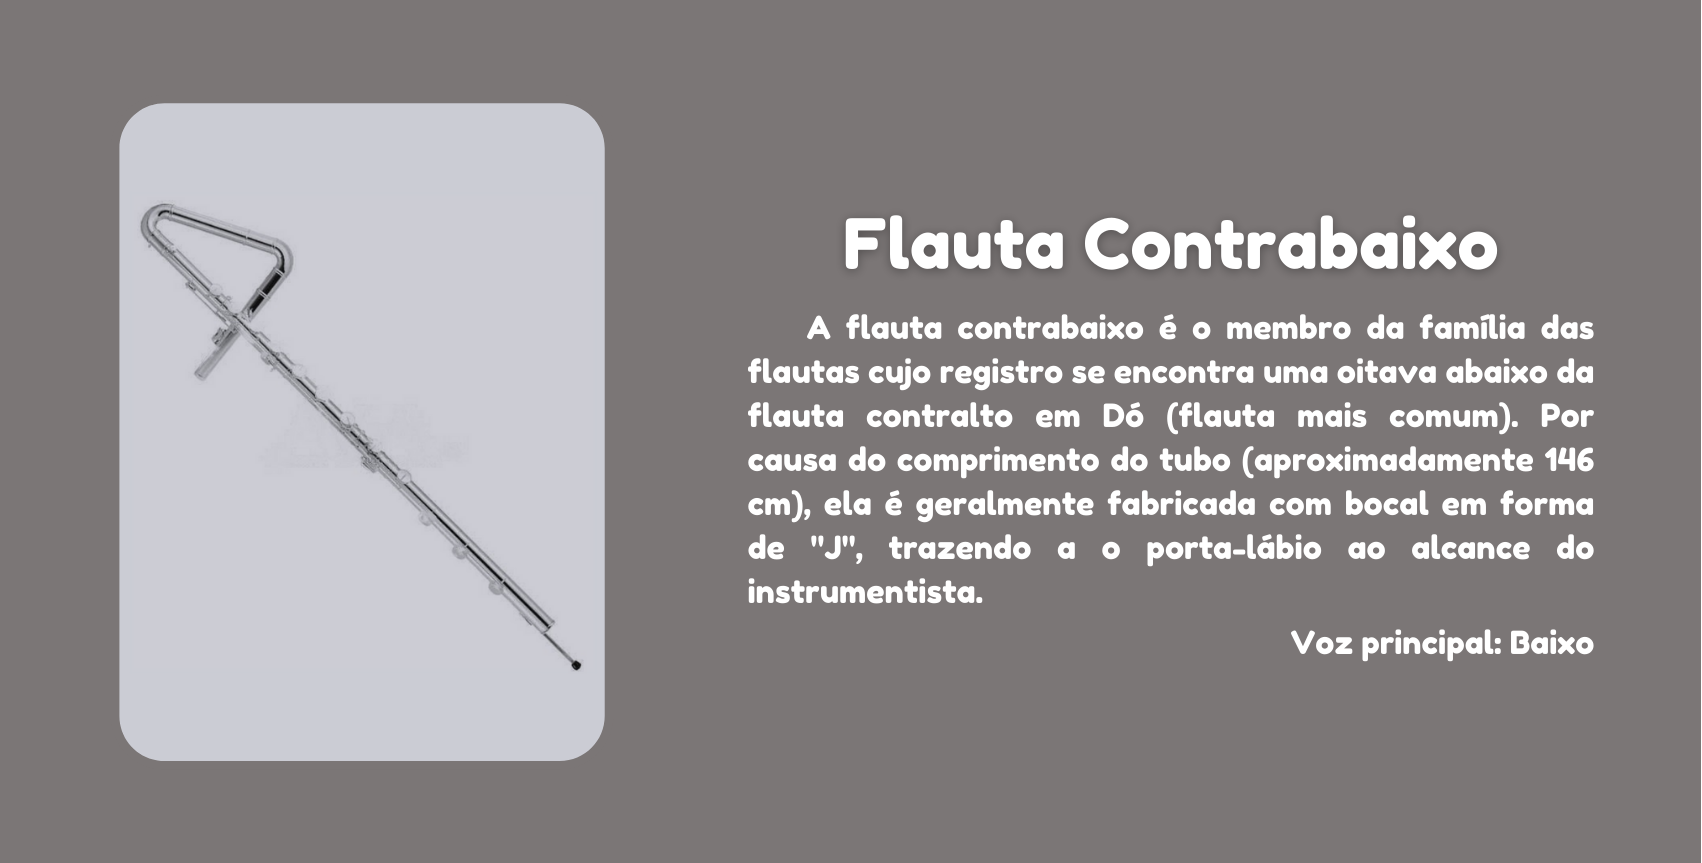 Flauta Contrabaixo
A flauta contrabaixo é o membro da família das
flautas cujo registro se encontra uma oitava abaixo da
flauta contralto em Dó (flauta mais comum). Por
causa do comprimento do tubo (aproximadamente 146
cm), ela é geralmente fabricada com bocal em forma
de "J", trazendo a o porta-lábio ao alcance do
instrumentista.
Voz principal: Baixo